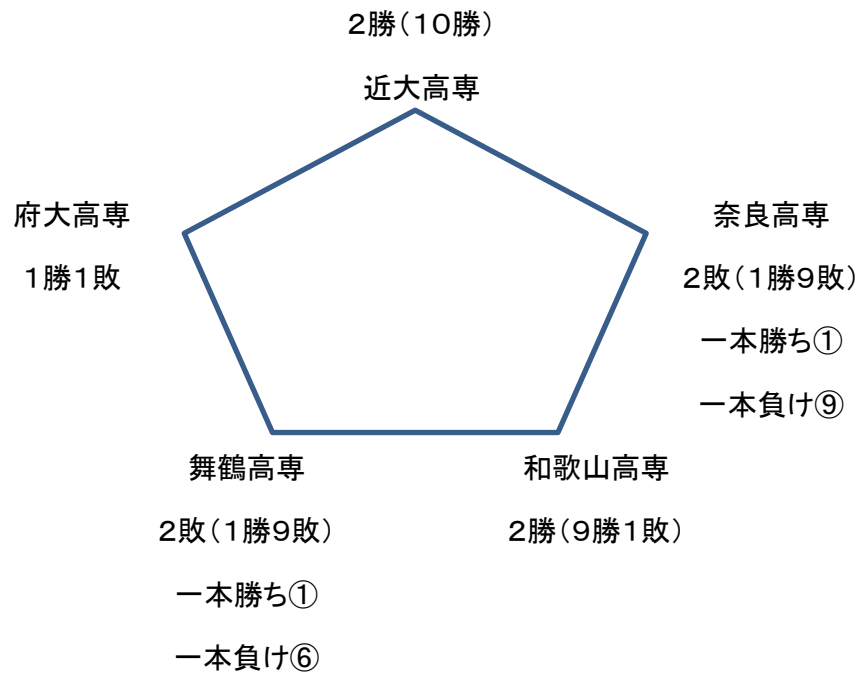 2勝(10勝)
近大高専
府大高専
1勝1敗
奈良高専
2敗(1勝9敗)
一本勝ち①
一本負け⑨
舞鶴高専
2敗(1勝9敗)
一本勝ち①
一本負け⑥
和歌山高専
2勝(9勝1敗)